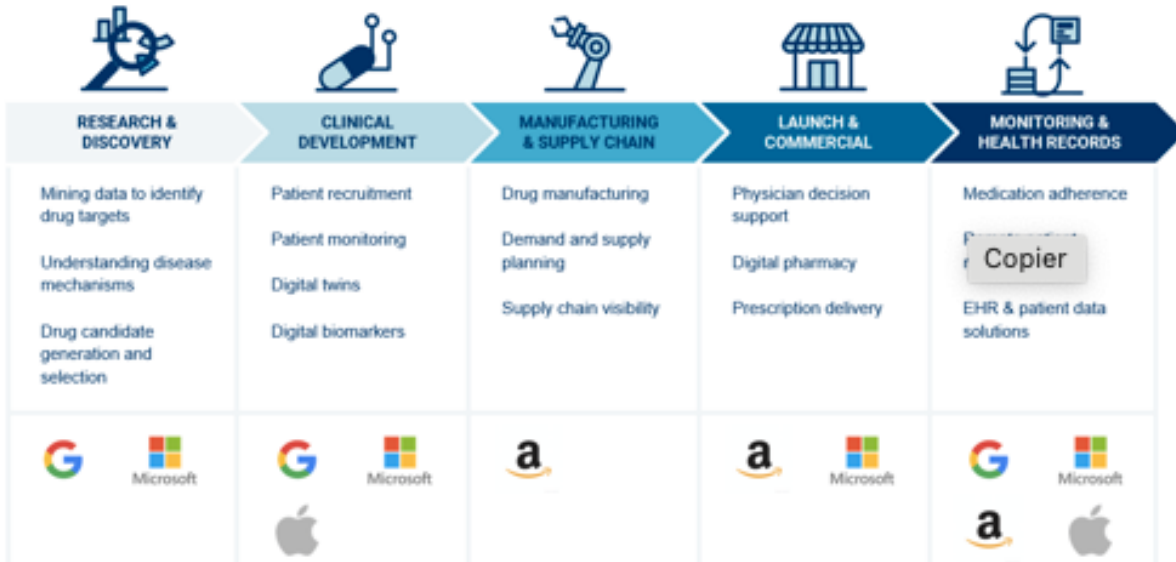 RESEARCH &
DISCOVERY
CLINICAL
DEVELOPMENT
MANUFACTURING
& SUPPLY CHAIN
LAUNCH &
COMMERCIAL
MONITORING &
HEALTH RECORDS
Mining data to identify
drug targets
Understanding disease
mechanisms
Drug candidate
generation and
selection
Patient recruitment
Patient monitoring
Digital twins
Digital biomarkers
Drug manufacturing
Demand and supply
planning
Supply chain visibility
Physician decision
support
Digital pharmacy
Prescription delivery
Medication adherence
Copier
EHR & patient data
solutions
G
Microsoft
G
Microsoft
a
a
Microsoft
G
Microsoft
a